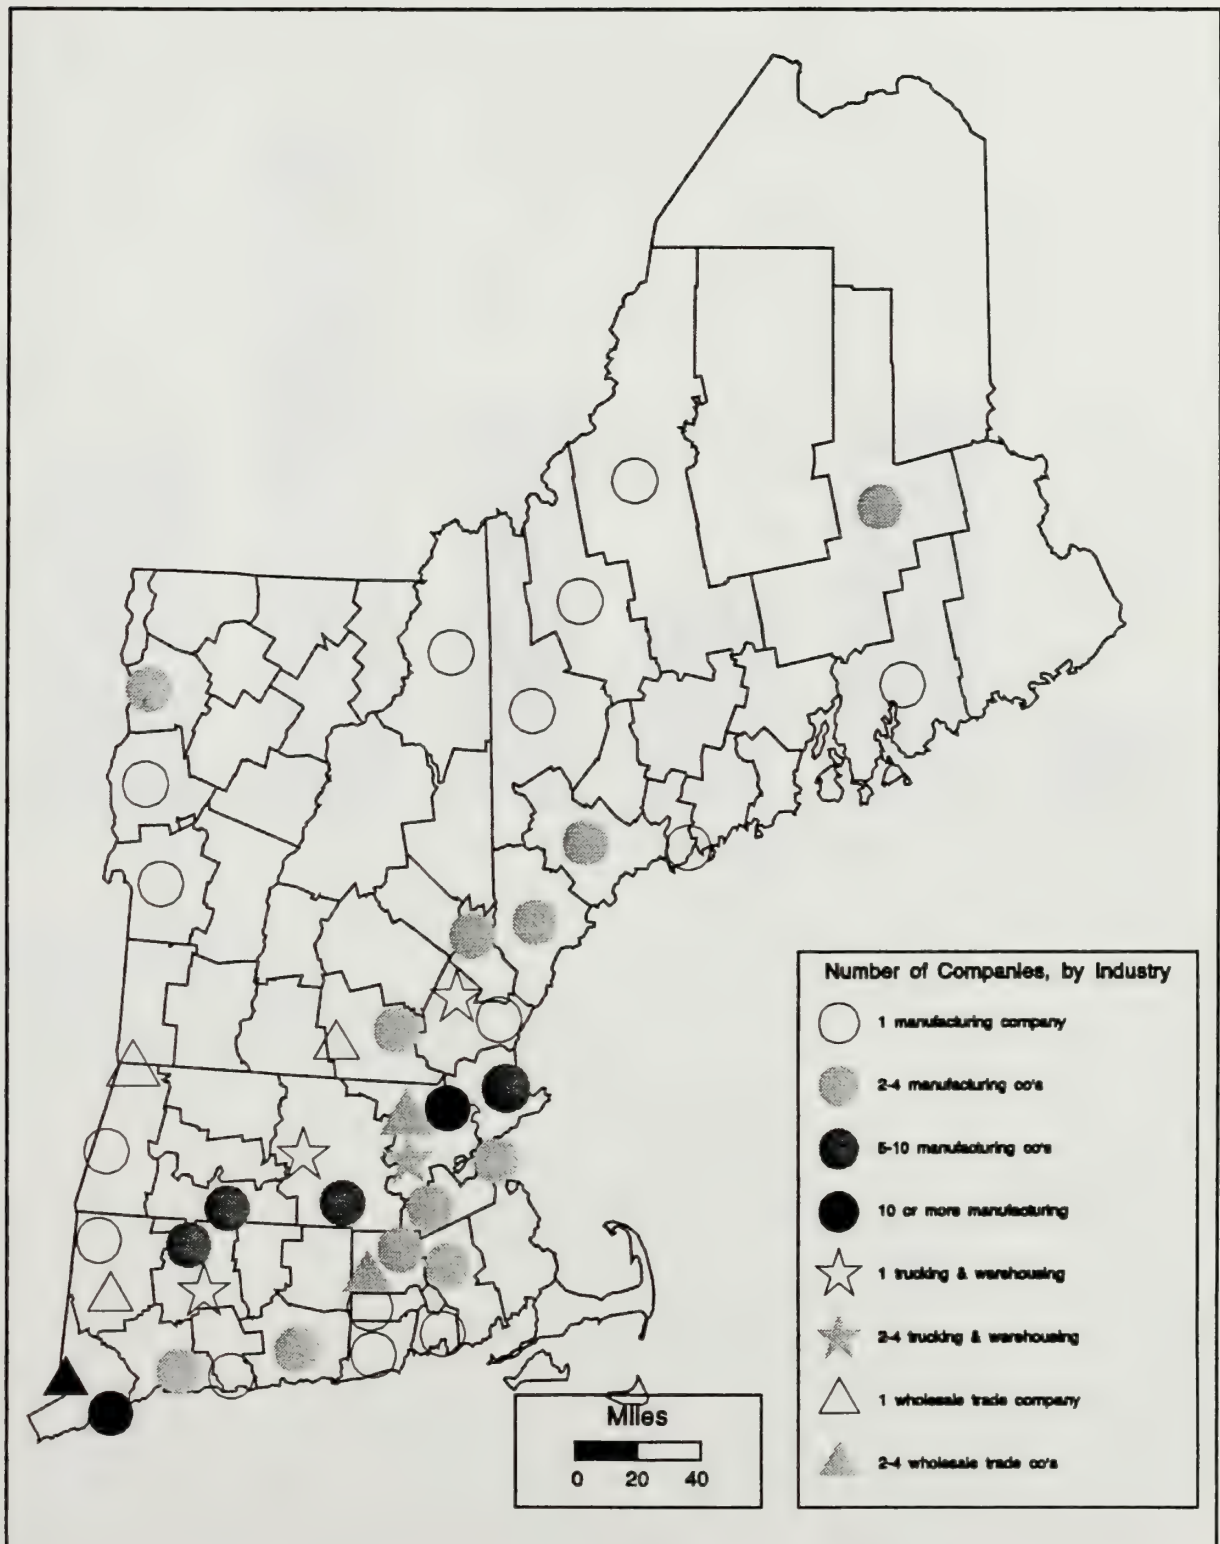 Number of Companies, by Industry
1 manufacturing company
2-4 manufacturing co's
5-10 manufacturing co's
10 or more manufacturing
1 trucking & warehousing
2-4 trucking & warehousing
1 wholesale trade company
2-4 wholesale trade co's
Miles
0 20 40